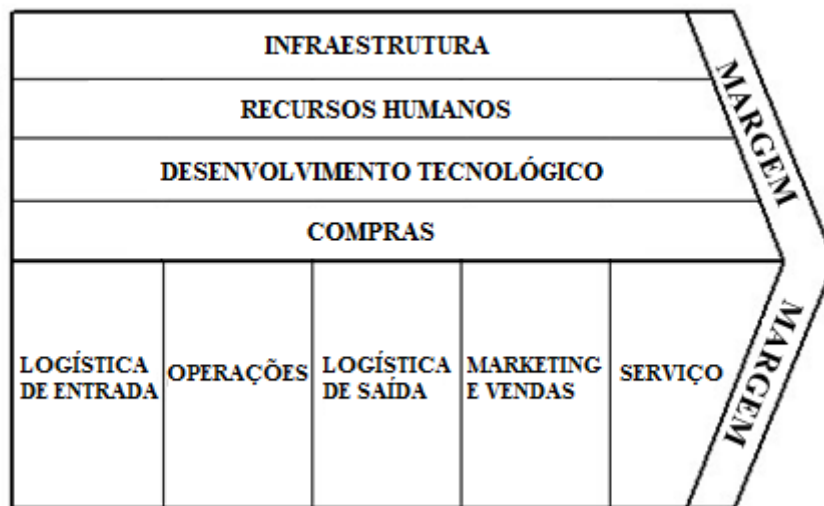 INFRAESTRUTURA
RECURSOS HUMANOS
DESENVOLVIMENTO TECNOLÓGICO
COMPRAS
MARGEM
LOGÍSTICA
DE ENTRADA
OPERAÇÕES
LOGÍSTICA
DE SAÍDA
MARKETING
E VENDAS
SERVIÇO
MARGEM